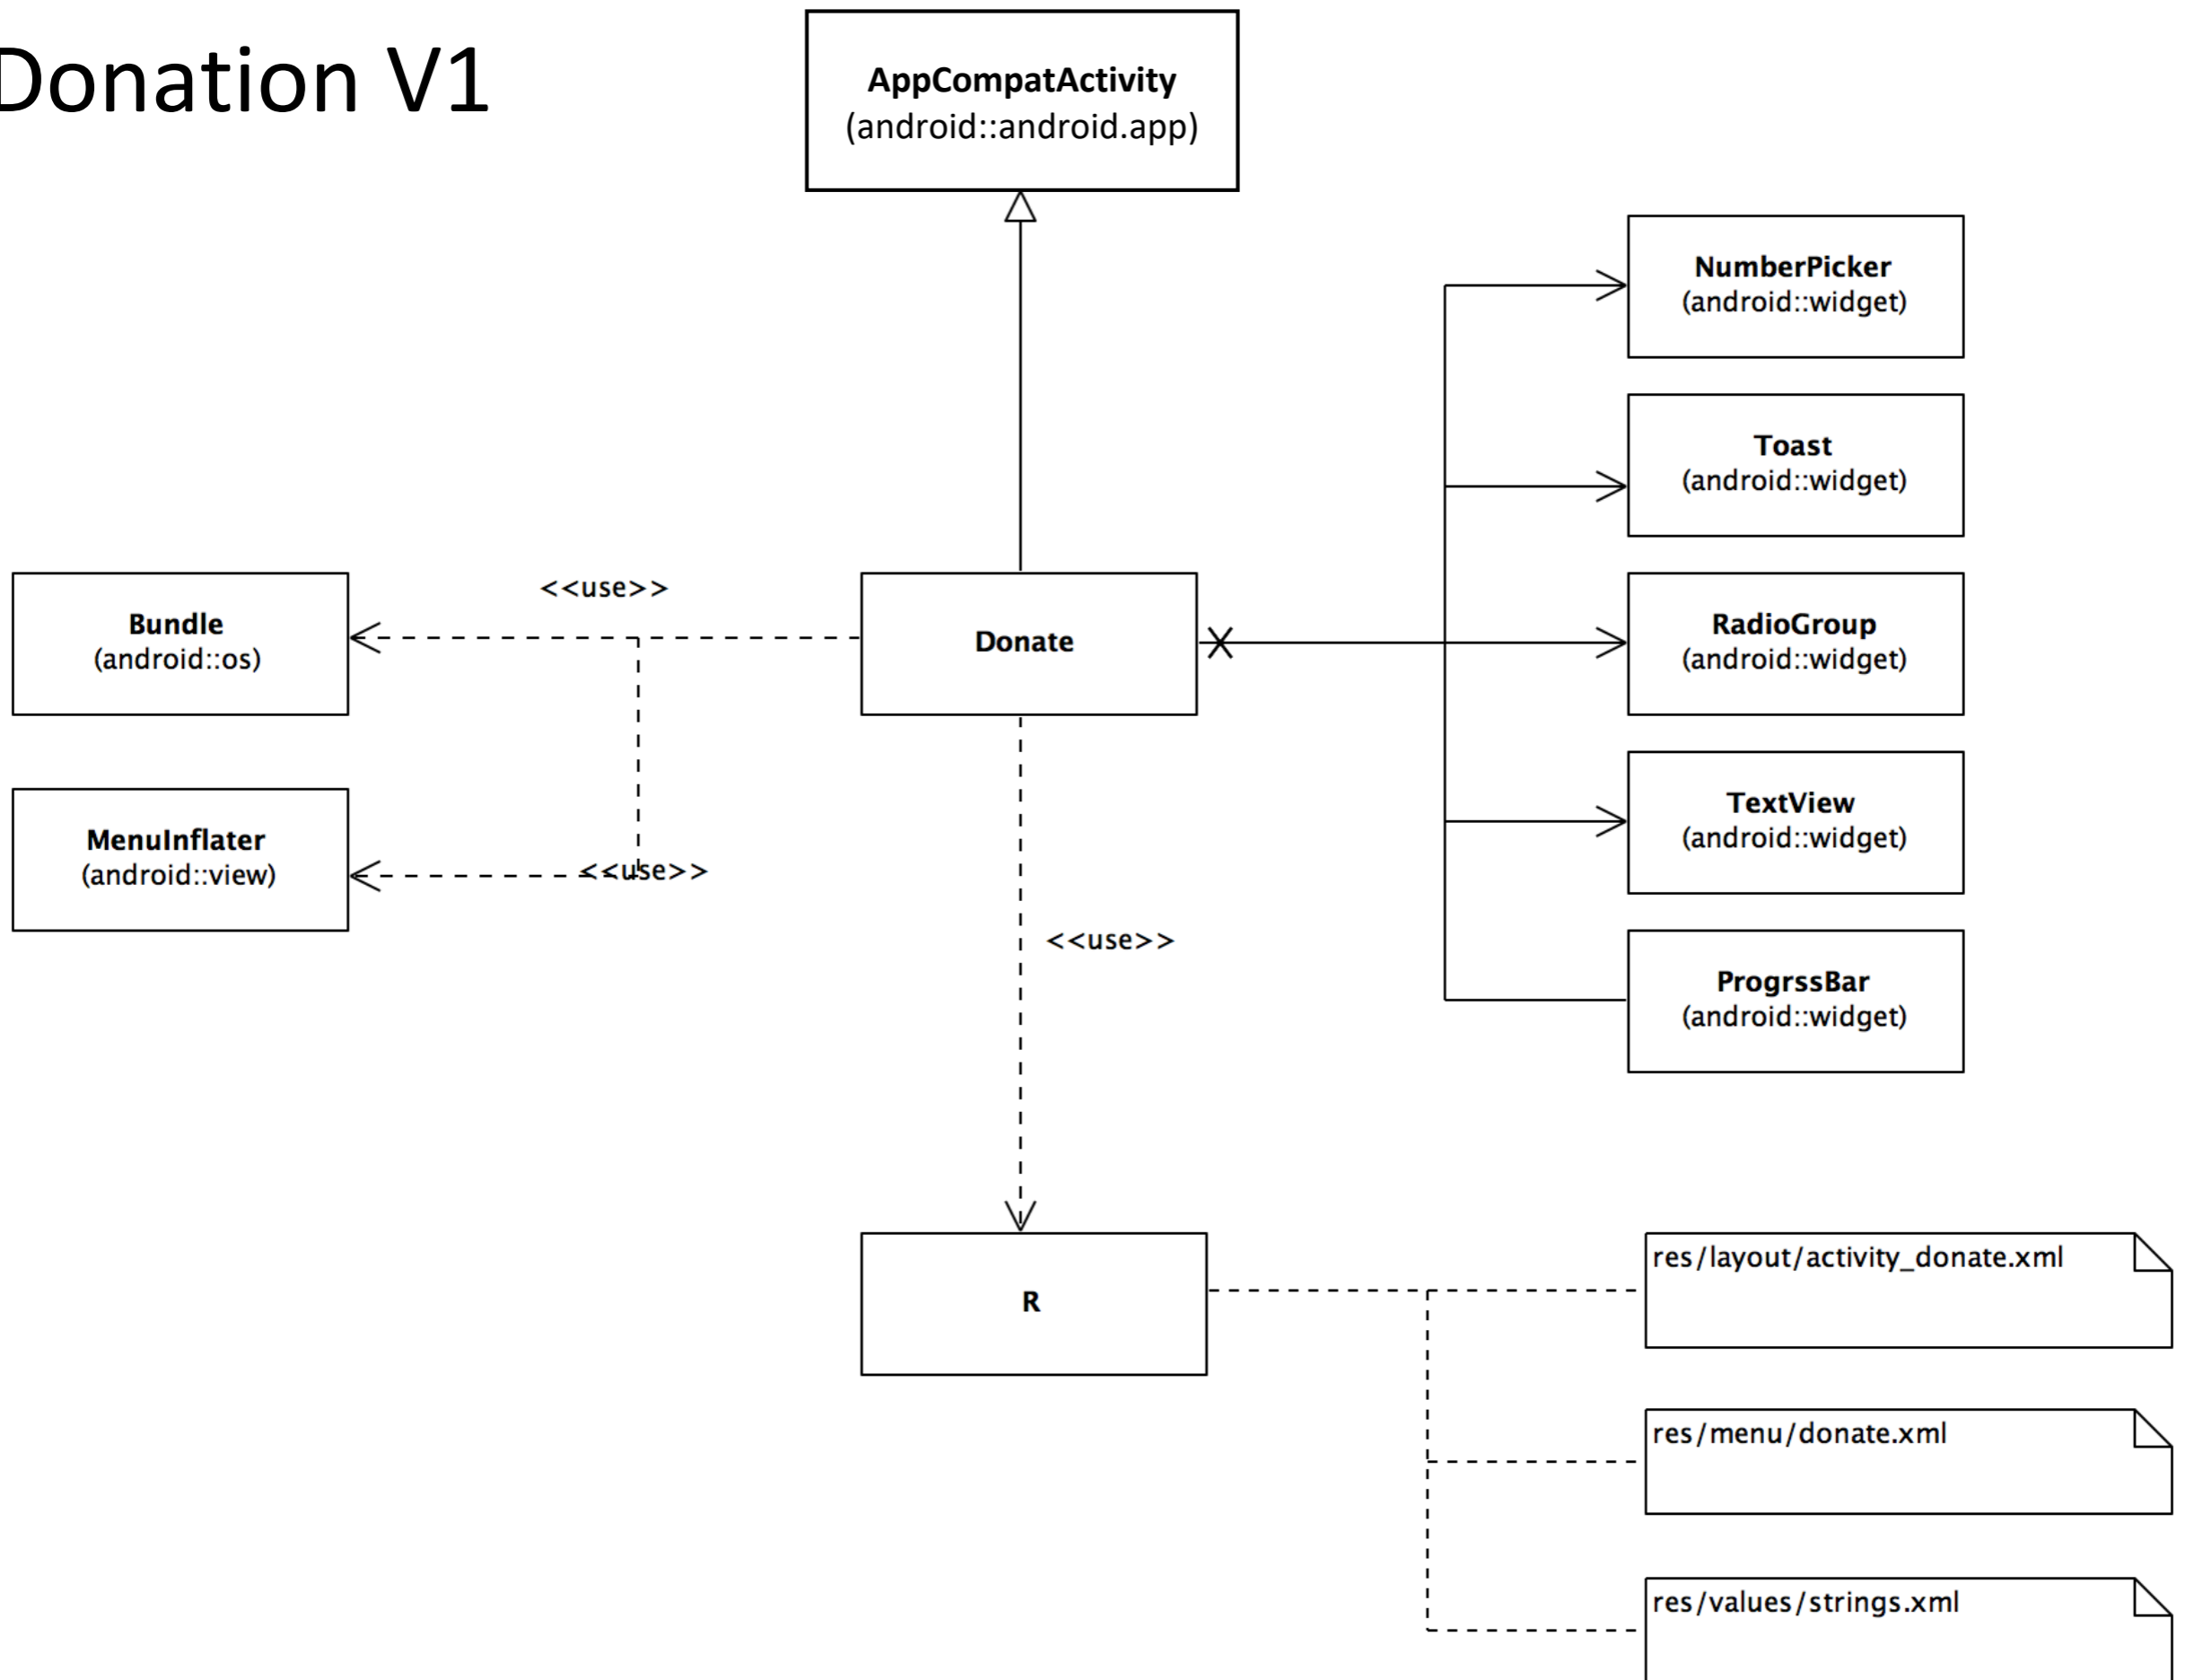 Donation V1
AppCompatActivity
(android::android.app)
NumberPicker
(android::widget)
Toast
(android::widget)
<<use>>
Bundle
(android::os)
Donate
RadioGroup
(android::widget)
MenuInflater
(android::view)
<<use>>
TextView
(android::widget)
<<use>>
ProgrssBar
(android::widget)
R
res/layout/activity_donate.xml
res/menu/donate.xml
res/values/strings.xml